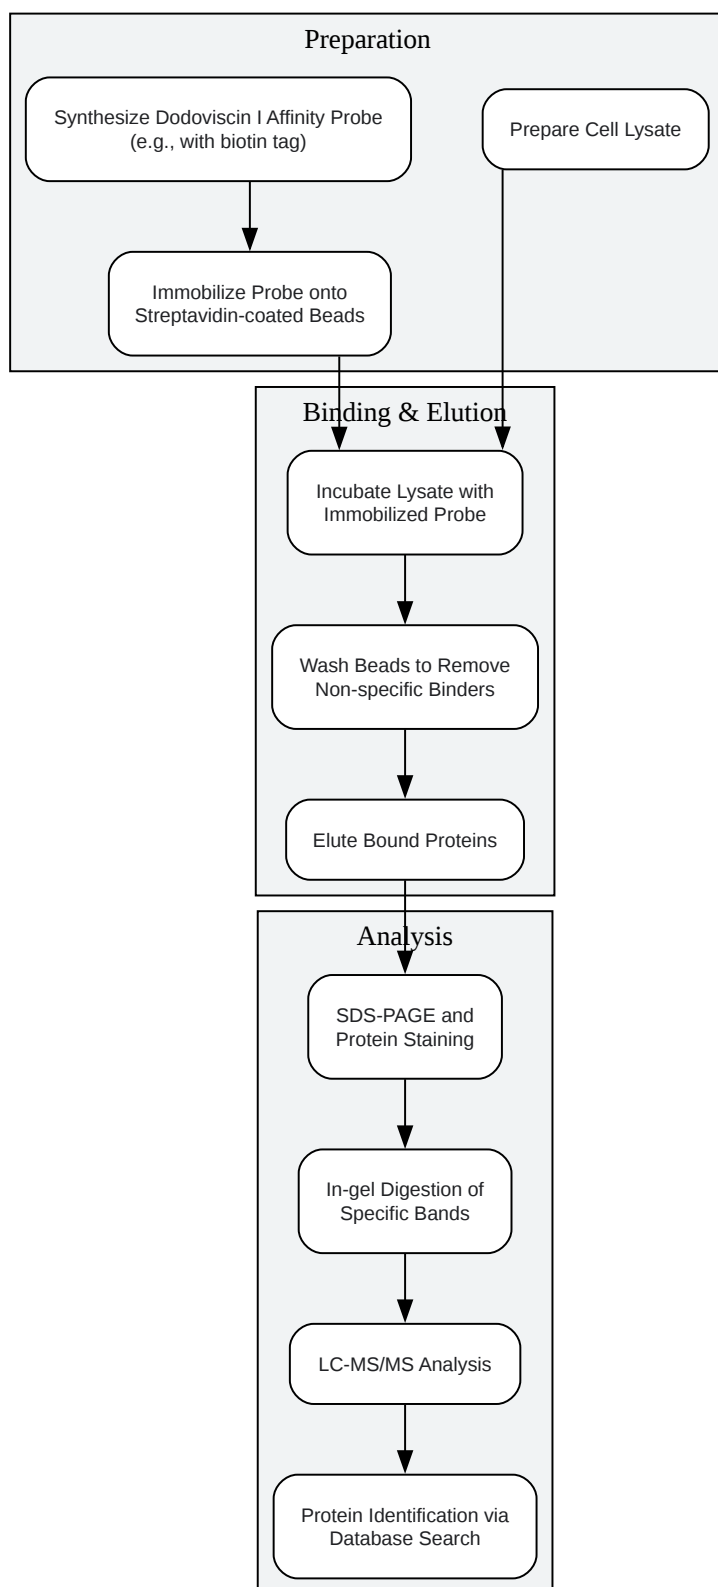 Preparation
Synthesize Dodoviscin I Affinity Probe
(e.g., with biotin tag)
Prepare Cell Lysate
Immobilize Probe onto
Streptavidin-coated Beads
Binding & Elution
Incubate Lysate with
Immobilized Probe
Wash Beads to Remove
Non-specific Binders
Elute Bound Proteins
Analysis
SDS-PAGE and
Protein Staining
In-gel Digestion of
Specific Bands
LC-MS/MS Analysis
Protein Identification via
Database Search